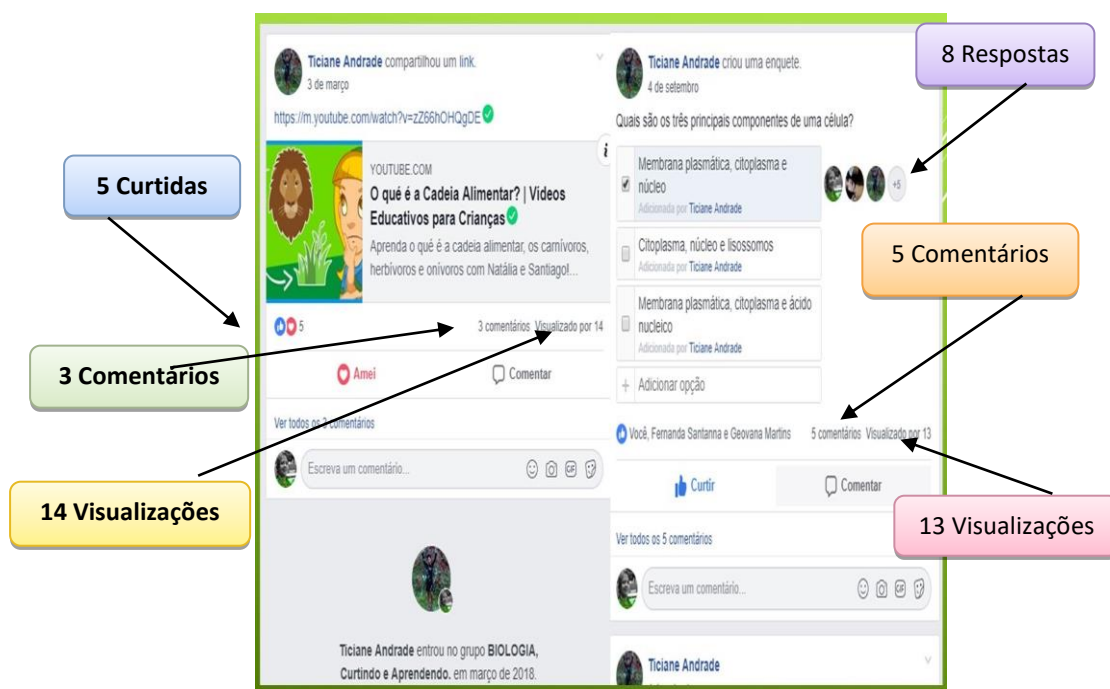 Ticiane Andrade compartilhou um link.
3 de março
https://m.youtube.com/watch?v=zZ66hOHQgDE
YOUTUBE.COM
O qué é a Cadeia Alimentar? | Videos
Educativos para Crianças
Aprenda o qué é a cadeia alimentar, os carnívoros,
herbívoros e onívoros com Natália e Santiago!...
5
3 comentários Visualizado por 14
Amei
Comentar
Ver todos os 3 comentários
Escreva um comentário...
GIF
Ticiane Andrade entrou no grupo BIOLOGIA,
Curtindo e Aprendendo. em março de 2018.
5 Curtidas
3 Comentários
14 Visualizações
Ticiane Andrade criou uma enquete.
4 de setembro
Quais são os três principais componentes de uma célula?
Membrana plasmática, citoplasma e
núcleo
Adicionada por Ticiane Andrade
+5
Citoplasma, núcleo e lisossomos
Adicionada por Ticiane Andrade
Membrana plasmática, citoplasma e ácido
nucleico
Adicionada por Ticiane Andrade
+ Adicionar opção
Você, Fernanda Santanna e Geovana Martins
5 comentários Visualizado por 13
Curtir
Comentar
Ver todos os 5 comentários
Escreva um comentário...
GIF
Ticiane Andrade
8 Respostas
5 Comentários
13 Visualizações